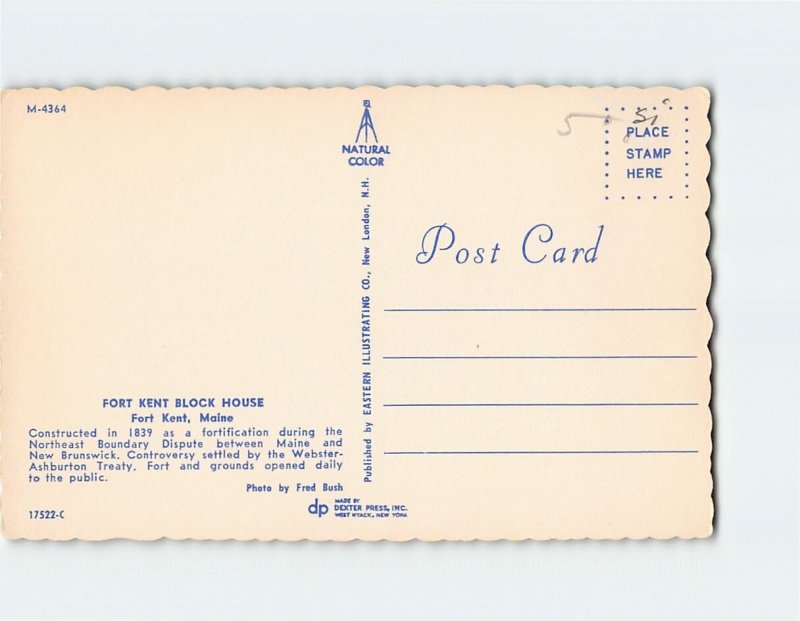 M-4364
NATURAL
COLOR
PLACE
STAMP
HERE
Post Card
FORT KENT BLOCK HOUSE
Fort Kent, Maine
Constructed in 1839 as a fortification during the
Northeast Boundary Dispute between Maine and
New Brunswick. Controversy settled by the Webster-
Ashburton Treaty. Fort and grounds opened daily
to the public.
Photo by Fred Bush
17522-C
Published by EASTERN ILLUSTRATING CO., New London, N.H.
dp
MADE BY
DEXTER PRESS, INC.
WEST NYACK, NEW YORK